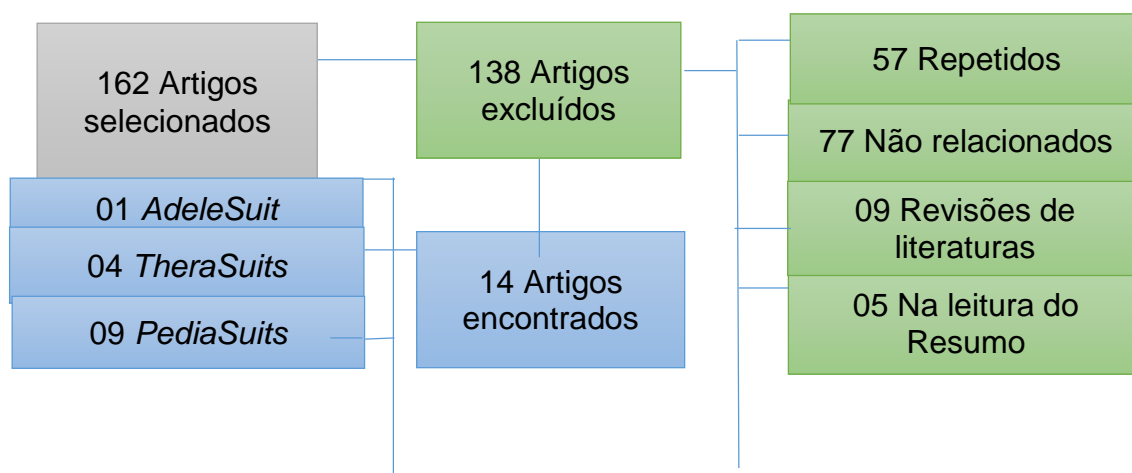 162 Artigos
selecionados
138 Artigos
excluídos
57 Repetidos
77 Não relacionados
09 Revisões de
literaturas
05 Na leitura do
Resumo
01 AdeleSuit
04 TheraSuits
09 PediaSuits
14 Artigos
encontrados